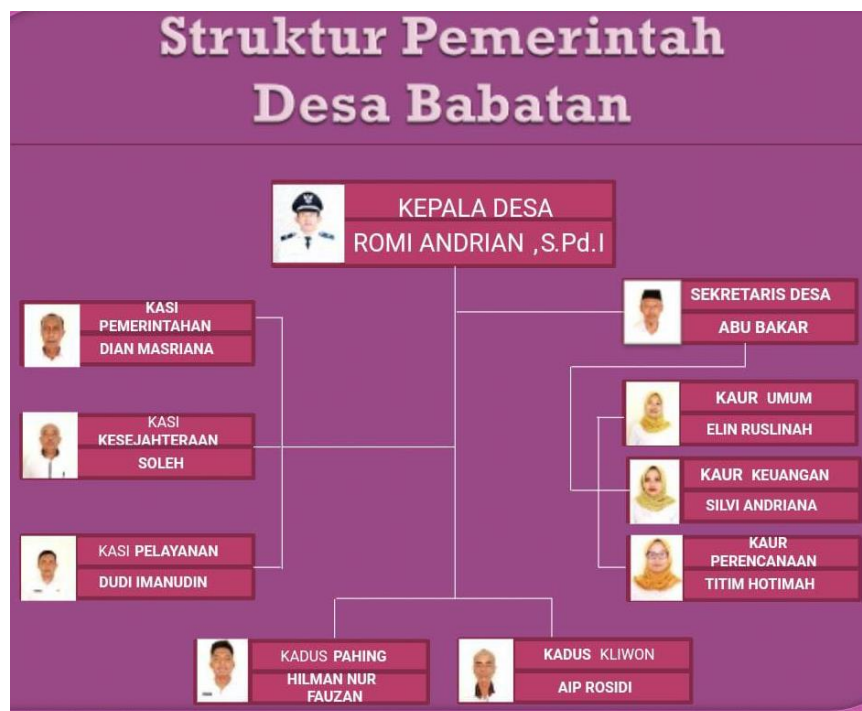 Struktur Pemerintah
Desa Babatan
KEPALA DESA
ROMI ANDRIAN ,S.Pd.I
KASI
PEMERINTAHAN
DIAN MASRIANA
SEKRETARIS DESA
ABU BAKAR
KASI
KESEJAHTERAAN
SOLEH
KAUR UMUM
ELIN RUSLINAH
KAUR KEUANGAN
SILVI ANDRIANA
KASI PELAYANAN
DUDI IMANUDIN
KAUR
PERENCANAAN
TITIM HOTIMAH
KADUS PAHING
HILMAN NUR
FAUZAN
KADUS KLIWON
AIP ROSIDI